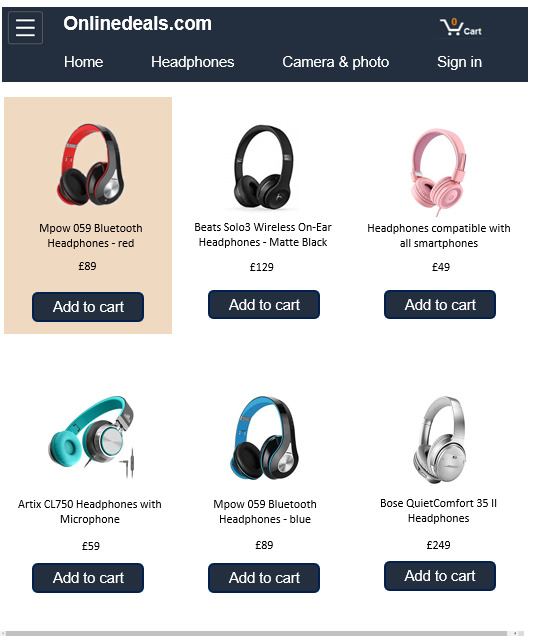 Onlinedeals.com
0
Cart
Home Headphones Camera & photo Sign in
Mpow 059 Bluetooth
Headphones - red
£89
Add to cart
Beats Solo3 Wireless On-Ear
Headphones - Matte Black
£129
Add to cart
Headphones compatible with
all smartphones
£49
Add to cart
Artix CL750 Headphones with
Microphone
£59
Add to cart
Mpow 059 Bluetooth
Headphones - blue
£89
Add to cart
Bose QuietComfort 35 II
Headphones
£249
Add to cart